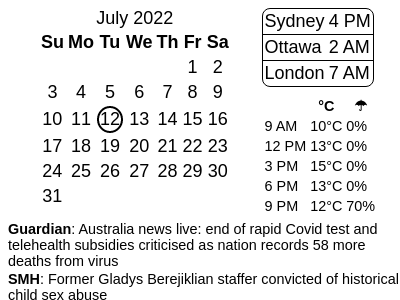 July 2022
Su Mo Tu We Th Fr Sa
1 2
3 4 5 6 7 8 9
10 11 12 13 14 15 16
17 18 19 20 21 22 23
24 25 26 27 28 29 30
31
Sydney 4 PM
Ottawa 2 AM
London 7 AM
°C ☂
9 AM 10°C 0%
12 PM 13°C 0%
3 PM 15°C 0%
6 PM 13°C 0%
9 PM 12°C 70%
Guardian: Australia news live: end of rapid Covid test and
telehealth subsidies criticised as nation records 58 more
deaths from virus
SMH: Former Gladys Berejiklian staffer convicted of historical
child sex abuse